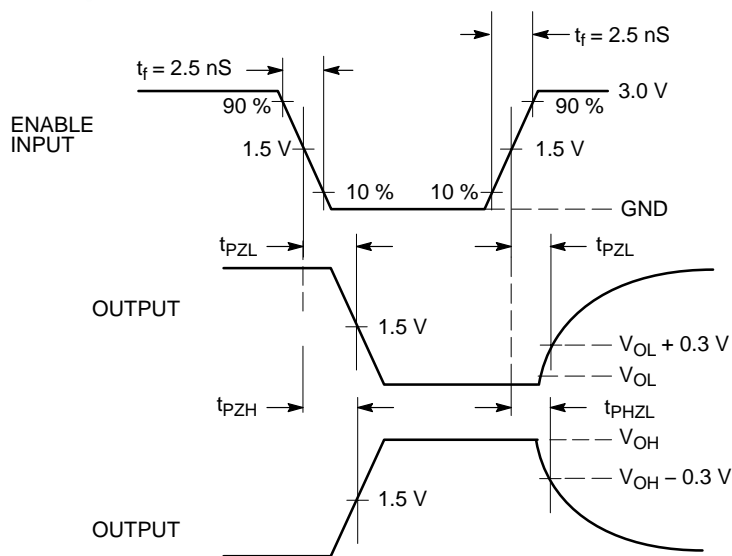 t_f = 2.5 nS
t_f = 2.5 nS
3.0 V
90 %
90 %
ENABLE
INPUT
1.5 V
1.5 V
10 %
10 %
GND
t_PZL
t_PZL
OUTPUT
1.5 V
V_OL + 0.3 V
V_OL
t_PZH
t_PHZL
V_OH
V_OH – 0.3 V
1.5 V
OUTPUT